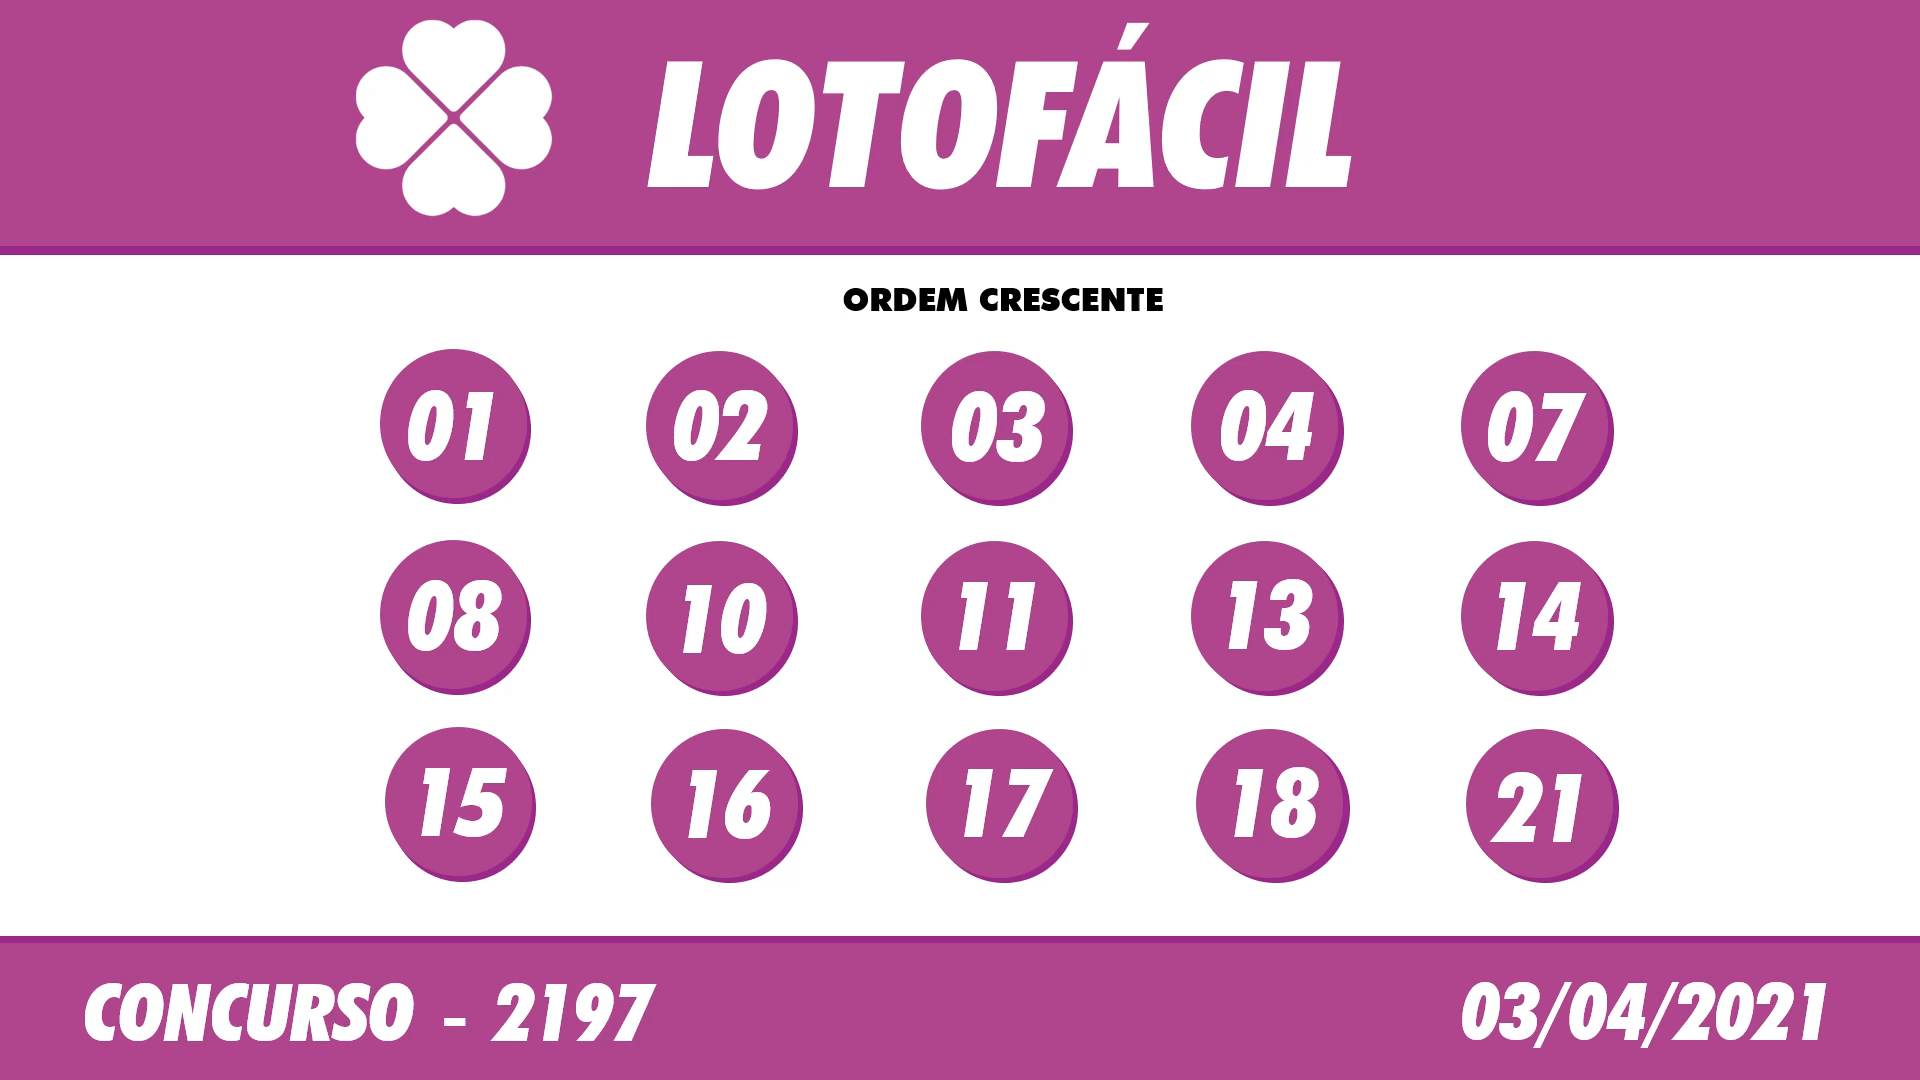 LOTOFÁCIL
ORDEM CRESCENTE
01 02 03 04 07
08 10 11 13 14
15 16 17 18 21
CONCURSO - 2197 03/04/2021